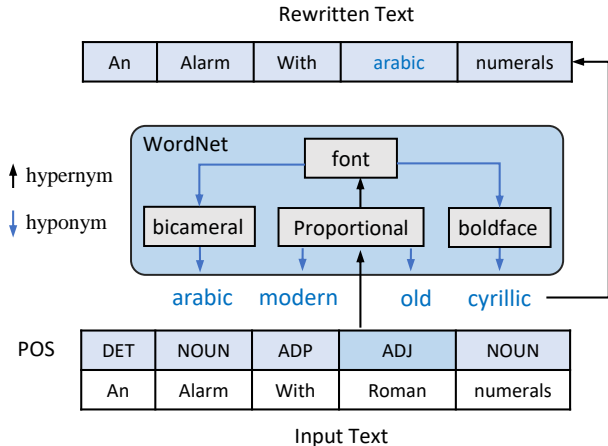 Rewritten Text
An Alarm With arabic numerals
WordNet
font
hypernym
hyponym
bicameral Proportional boldface
arabic modern old cyrillic
POS DET NOUN ADP ADJ NOUN
An Alarm With Roman numerals
Input Text